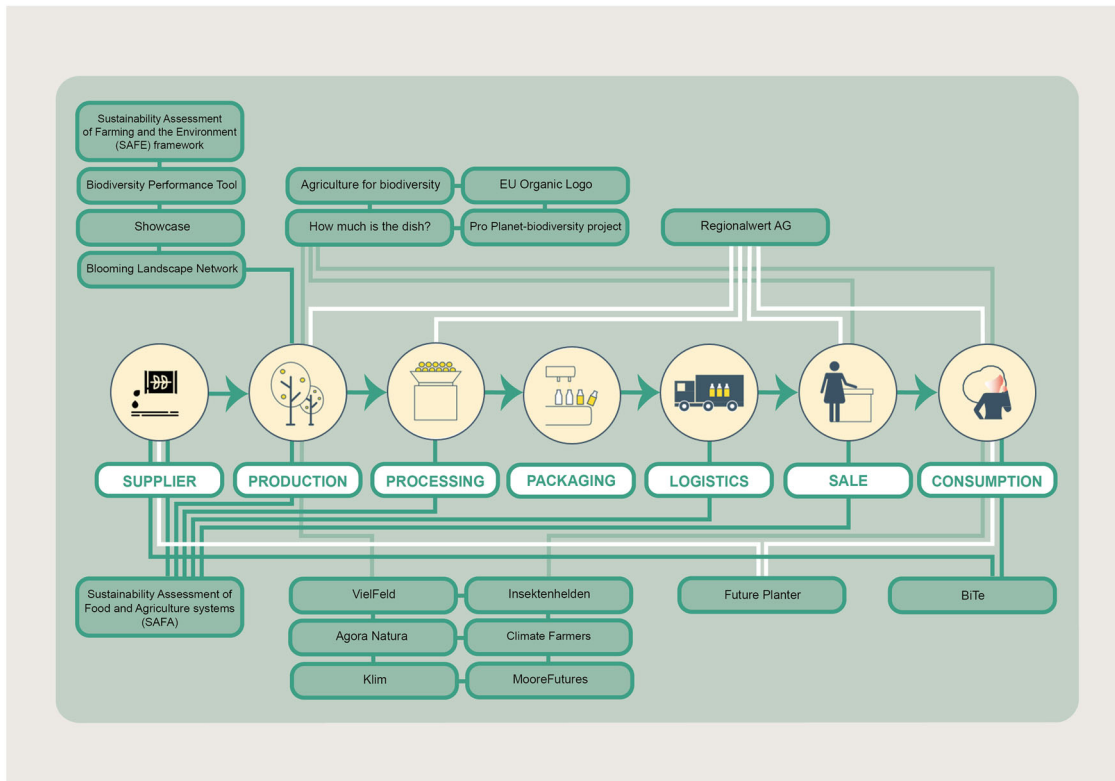 Sustainability Assessment
of Farming and the Environment
(SAFE) framework
Biodiversity Performance Tool
Showcase
Blooming Landscape Network
Agriculture for biodiversity
EU Organic Logo
How much is the dish?
Pro Planet-biodiversity project
Regionalwert AG
SUPPLIER
PRODUCTION
PROCESSING
PACKAGING
LOGISTICS
SALE
CONSUMPTION
Sustainability Assessment of
Food and Agriculture systems
(SAFA)
VielFeld
Insektenhelden
Agora Natura
Climate Farmers
Klim
MooreFutures
Future Planter
BiTe